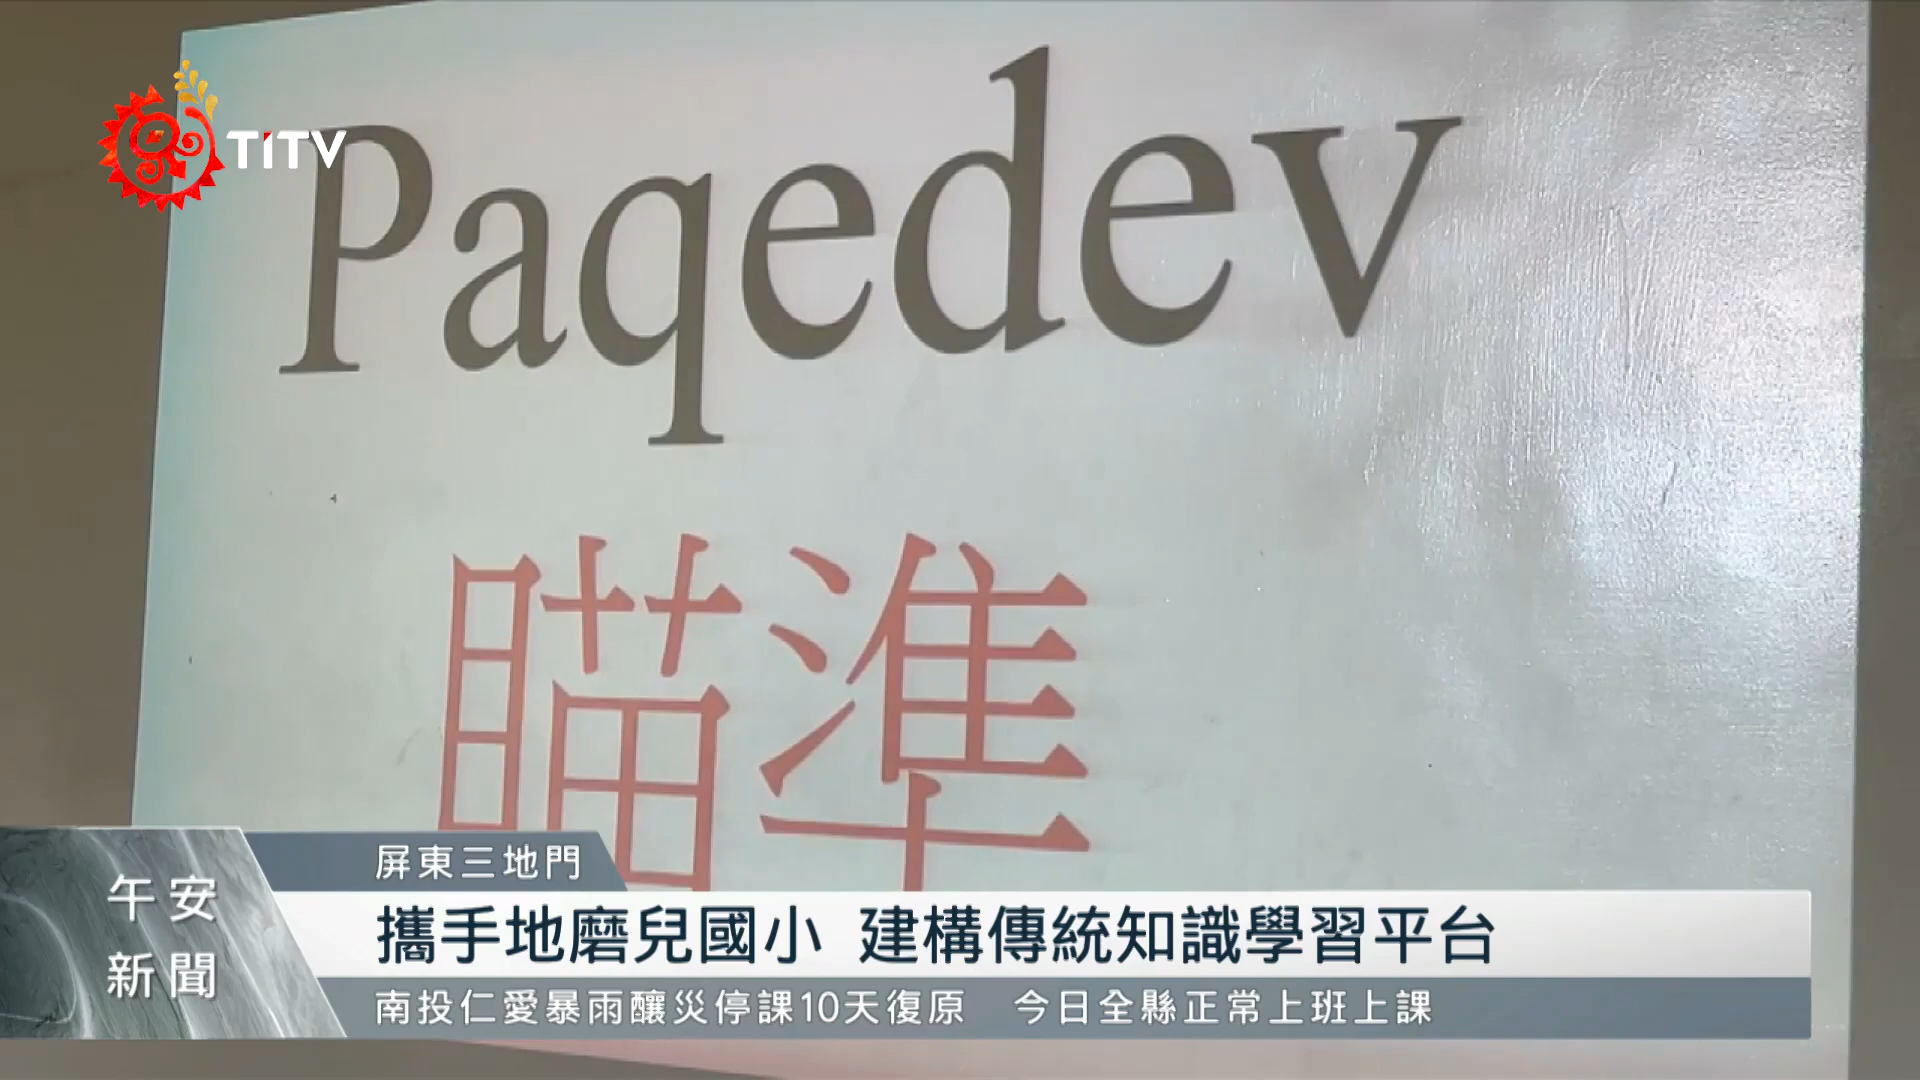 TiTV
Paqedev
瞄準
屏東三地門
午安
新聞
攜手地磨兒國小 建構傳統知識學習平台
南投仁愛暴雨釀災停課10天復原 今日全縣正常上班上課